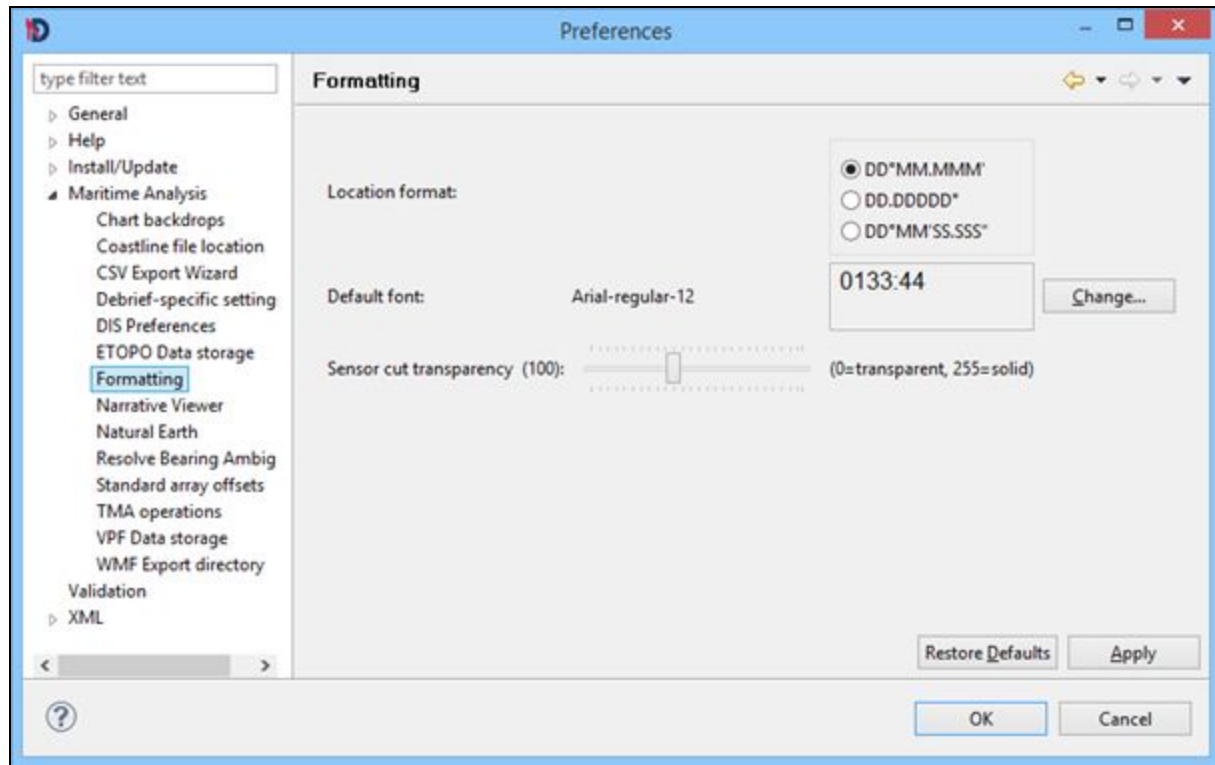 Preferences
type filter text
Formatting
General
Help
Install/Update
Maritime Analysis
Chart backdrops
Coastline file location
CSV Export Wizard
Debrief-specific setting
DIS Preferences
ETOPO Data storage
Formatting
Narrative Viewer
Natural Earth
Resolve Bearing Ambig
Standard array offsets
TMA operations
VPF Data storage
WMF Export directory
Validation
XML
Location format:
DD°MM.MMM'
DD.DDDDD°
DD°MM'SS.SSS"
Default font: Arial-regular-12 0133:44 Change...
Sensor cut transparency (100): (0=transparent, 255=solid)
Restore Defaults Apply
OK Cancel